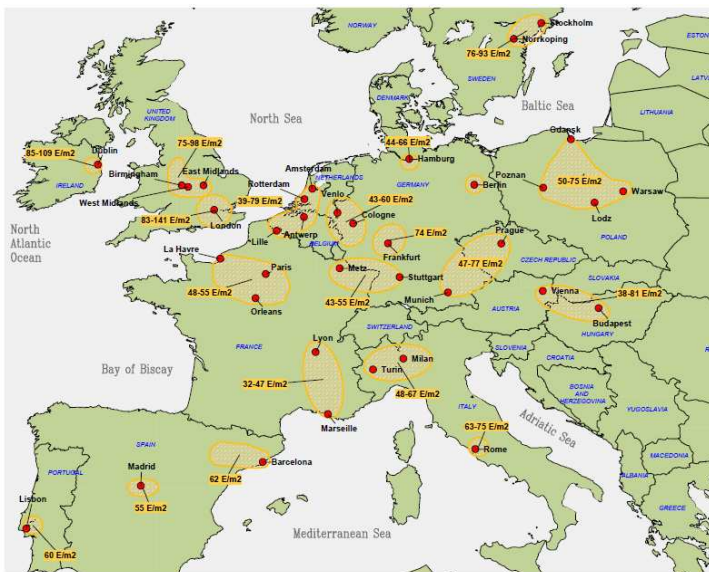 NORWAY
Stockholm
Norrkoping
76-93 E/m2
SWEDEN
ESTON
LATV
North Sea
DENMARK
Baltic Sea
LITHUANIA
UNITED
KINGDOM
75-98 E/m2
44-66 E/m2
Gdansk
85-109 E/m2
Dublin
IRELAND
Birmingham
East Midlands
West Midlands
Amsterdam
NETHERLANDS
Rotterdam
Hamburg
GERMANY
Berlin
Poznan
50-75 E/m2
Warsaw
Lodz
POLAND
39-79 E/m2
Venlo
43-60 E/m2
Cologne
83-141 E/m2
London
North
Atlantic
Ocean
Lille
Antwerp
BELGIUM
74 E/m2
Frankfurt
Prague
CZECH REPUBLIC
La Havre
Paris
48-55 E/m2
Orleans
Metz
43-55 E/m2
Stuttgart
47-77 E/m2
Munich
SLOVAKIA
Vienna
38-81 E/m2
AUSTRIA
Budapest
HUNGARY
SWITZERLAND
FRANCE
Lyon
Milan
Turin
SLOVENIA
CROATIA
Bay of Biscay
32-47 E/m2
48-67 E/m2
BOSNIA
AND
HERZEGOVINA
YUGOSLAVIA
Marseille
ITALY
Adriatic Sea
63-75 E/m2
Rome
MACEDONIA
ALBANIA
GREECE
SPAIN
PORTUGAL
Madrid
55 E/m2
62 E/m2
Barcelona
Lisbon
60 E/m2
Mediterranean Sea